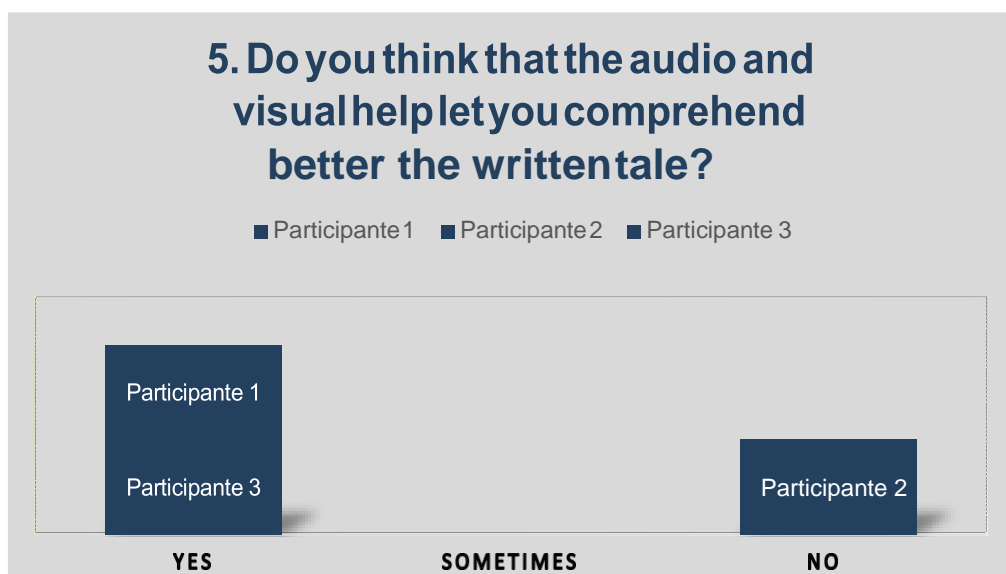 5. Do you think that the audio and
visual help let you comprehend
better the written tale?
Participante 1 Participante 2 Participante 3
Participante 1
Participante 3
Participante 2
YES SOMETIMES NO